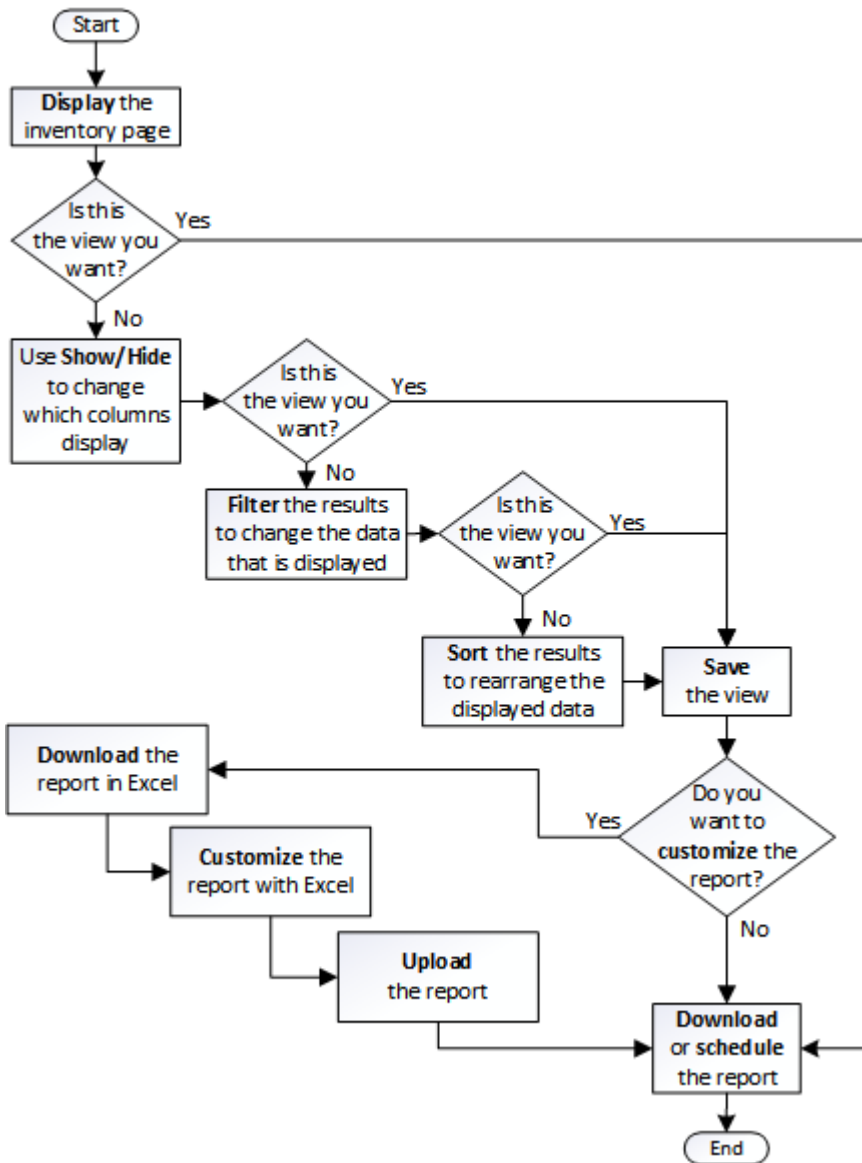 Start
Display the
inventory page
Is this
the view you
want?
Yes
No
Use Show/Hide
to change
which columns
display
Is this
the view you
want?
Yes
No
Filter the results
to change the data
that is displayed
Is this
the view you
want?
Yes
No
Sort the results
to rearrange the
displayed data
Save
the view
Do you
want to
customize the
report?
Yes
No
Download the
report in Excel
Customize the
report with Excel
Upload
the report
Download
or schedule
the report
End